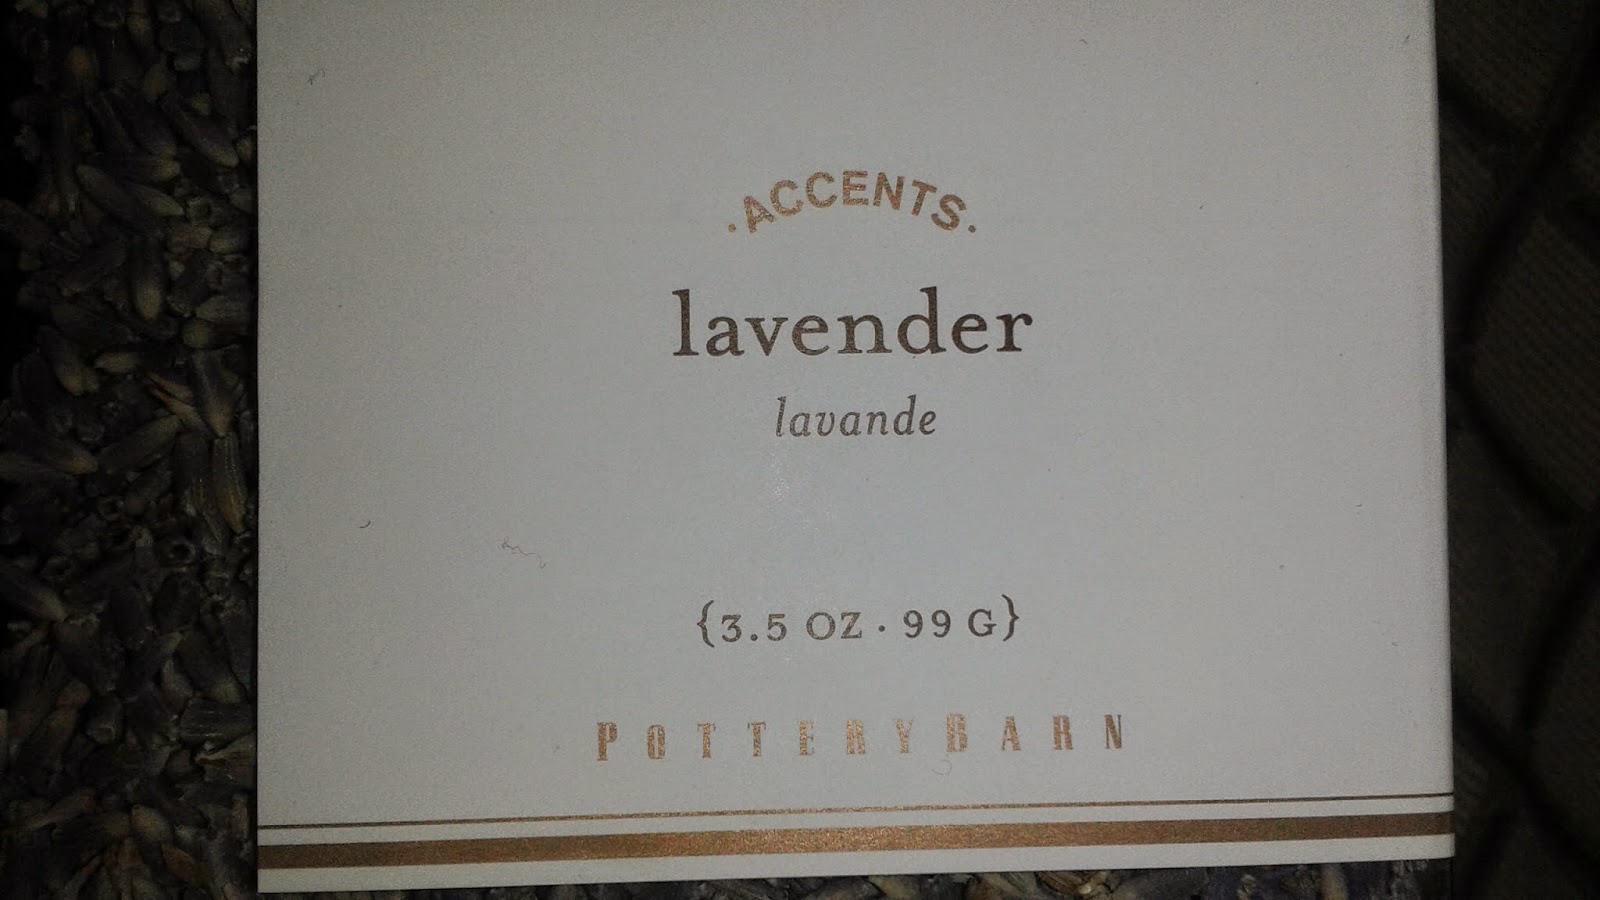 ·ACCENTS·
lavender
lavande
{3.5 OZ · 99 G}
POTTERYBARN